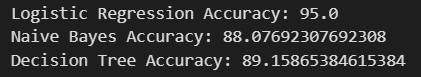 Logistic Regression Accuracy: 95.0
Naive Bayes Accuracy: 88.07692307692308
Decision Tree Accuracy: 89.15865384615384